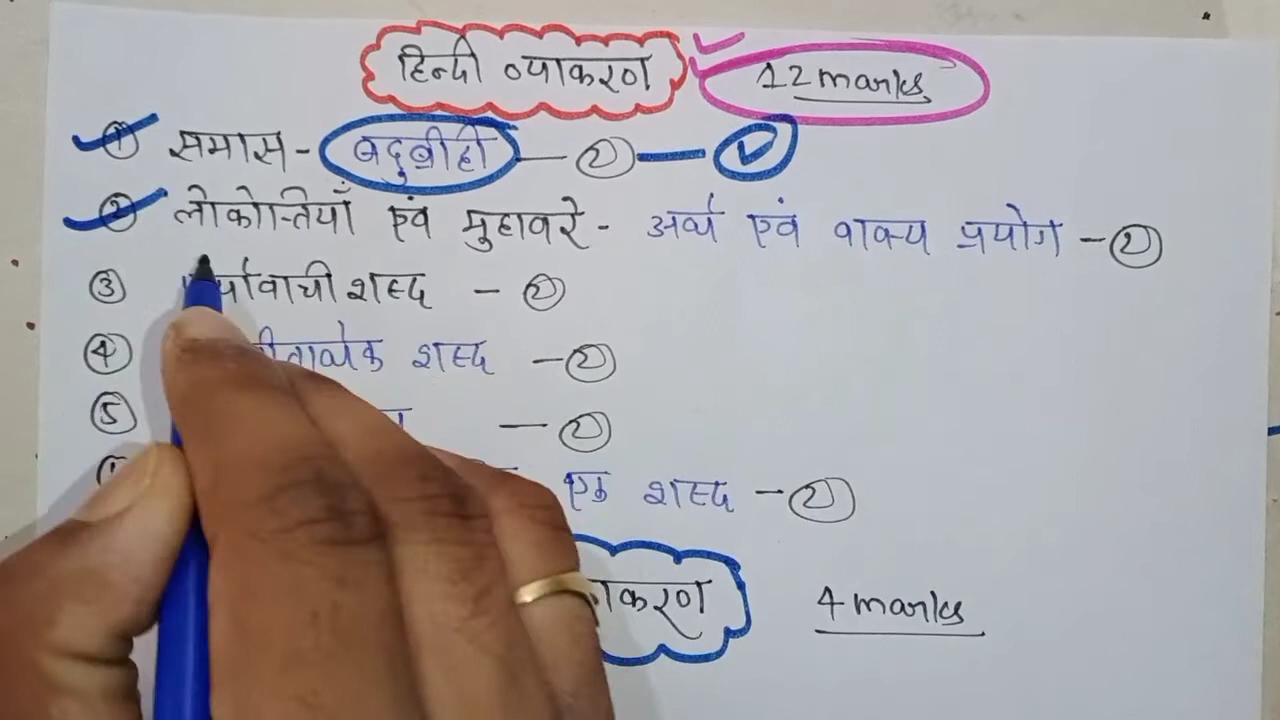 हिन्दी व्याकरण 12 marks
① समास - बहुब्रीही — ②
② लोकोक्तियाँ एवं मुहावरे - अर्थ एवं वाक्य प्रयोग - ②
③ पर्यावाची शब्द - ②
④ शब्द - ②
⑤ - ②
एक शब्द - ②
4 marks